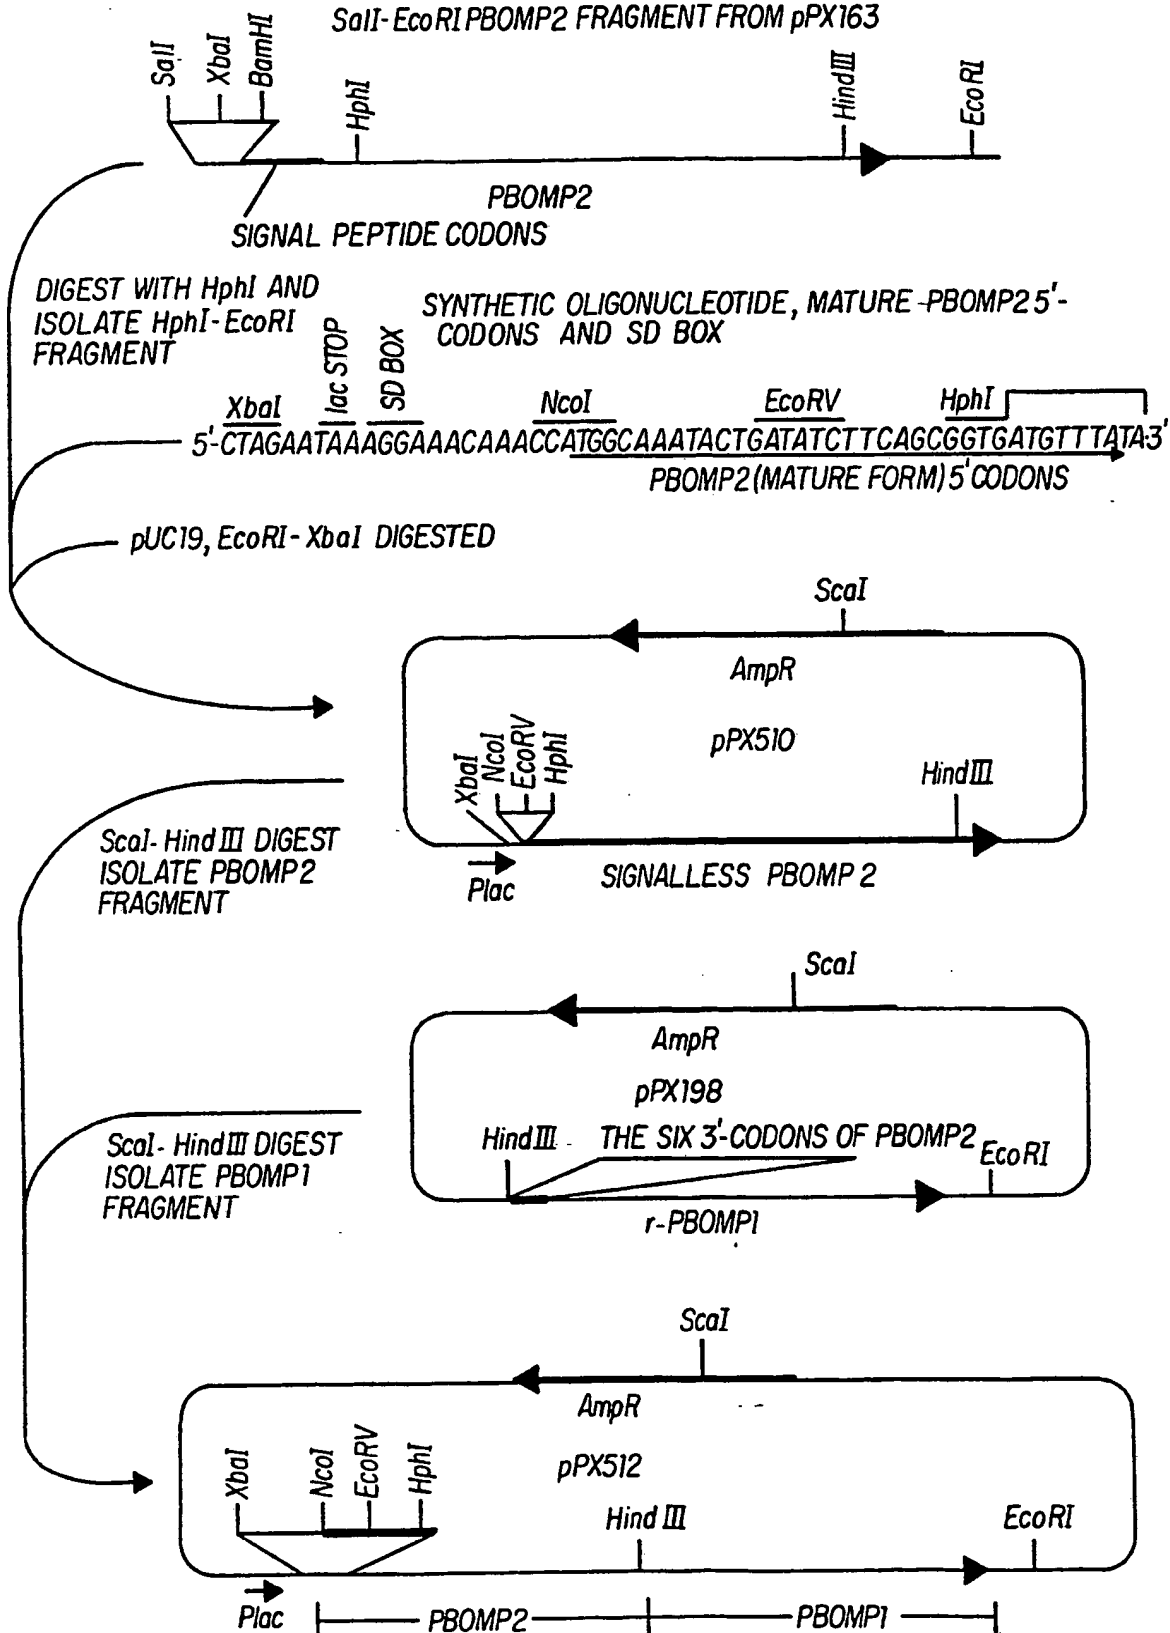 SalI-EcoRI PBOMP2 FRAGMENT FROM pPX163
SalI
XbaI
BamHI
HphI
HindIII
EcoRI
PBOMP2
SIGNAL PEPTIDE CODONS
DIGEST WITH HphI AND
ISOLATE HphI-EcoRI
FRAGMENT
SYNTHETIC OLIGONUCLEOTIDE, MATURE-PBOMP2 5'-
CODONS AND SD BOX
XbaI
lac STOP
SD BOX
NcoI
EcoRV
HphI
5'-CTAGAATAAAGGAAACAAACCATGGCAAATACTGATATCTTCAGCGGTGATGTTTATA-3'
PBOMP2 (MATURE FORM) 5' CODONS
pUC19, EcoRI-XbaI DIGESTED
ScaI
AmpR
pPX510
XbaI
NcoI
EcoRV
HphI
HindIII
Plac
SIGNALLESS PBOMP2
ScaI-HindIII DIGEST
ISOLATE PBOMP2
FRAGMENT
ScaI
AmpR
pPX198
HindIII
THE SIX 3'-CODONS OF PBOMP2
EcoRI
r-PBOMP1
ScaI-HindIII DIGEST
ISOLATE PBOMP1
FRAGMENT
ScaI
AmpR
pPX512
XbaI
NcoI
EcoRV
HphI
HindIII
EcoRI
Plac
PBOMP2
PBOMP1